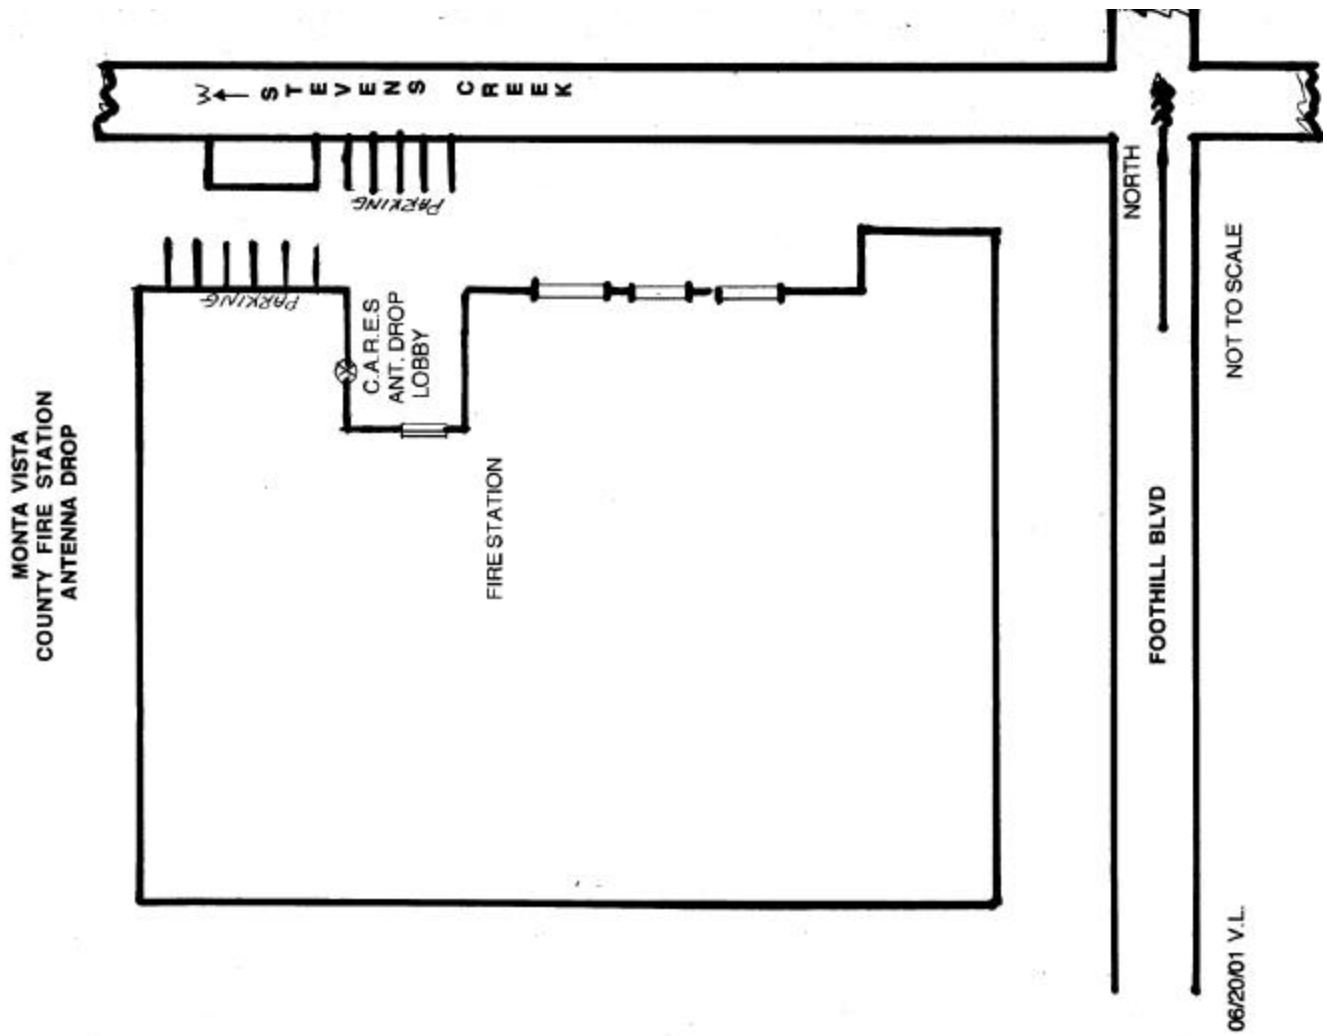 MONTA VISTA
COUNTY FIRE STATION
ANTENNA DROP
W
STEVENS CREEK
PARKING
PARKING
C.A.R.E.S
ANT. DROP
LOBBY
FIRE STATION
NORTH
FOOTHILL BLVD
NOT TO SCALE
06/20/01 V.L.